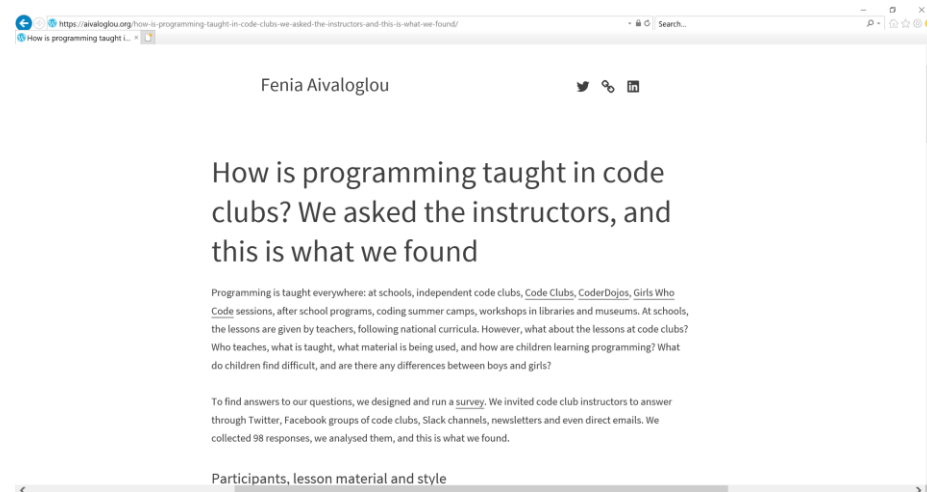 https://aivaloglou.org/how-is-programming-taught-in-code-clubs-we-asked-the-instructors-and-this-is-what-we-found/
Search...
How is programming taught i...
Fenia Aivaloglou
How is programming taught in code
clubs? We asked the instructors, and
this is what we found
Programming is taught everywhere: at schools, independent code clubs, Code Clubs, CoderDojos, Girls Who
Code sessions, after school programs, coding summer camps, workshops in libraries and museums. At schools,
the lessons are given by teachers, following national curricula. However, what about the lessons at code clubs?
Who teaches, what is taught, what material is being used, and how are children learning programming? What
do children find difficult, and are there any differences between boys and girls?
To find answers to our questions, we designed and run a survey. We invited code club instructors to answer
through Twitter, Facebook groups of code clubs, Slack channels, newsletters and even direct emails. We
collected 98 responses, we analysed them, and this is what we found.
Participants, lesson material and style